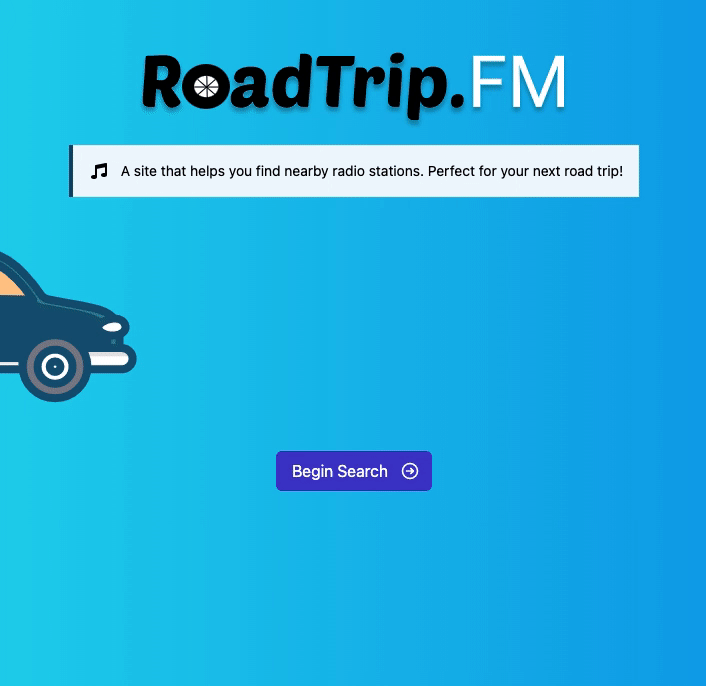 RoadTrip.FM
A site that helps you find nearby radio stations. Perfect for your next road trip!
Begin Search